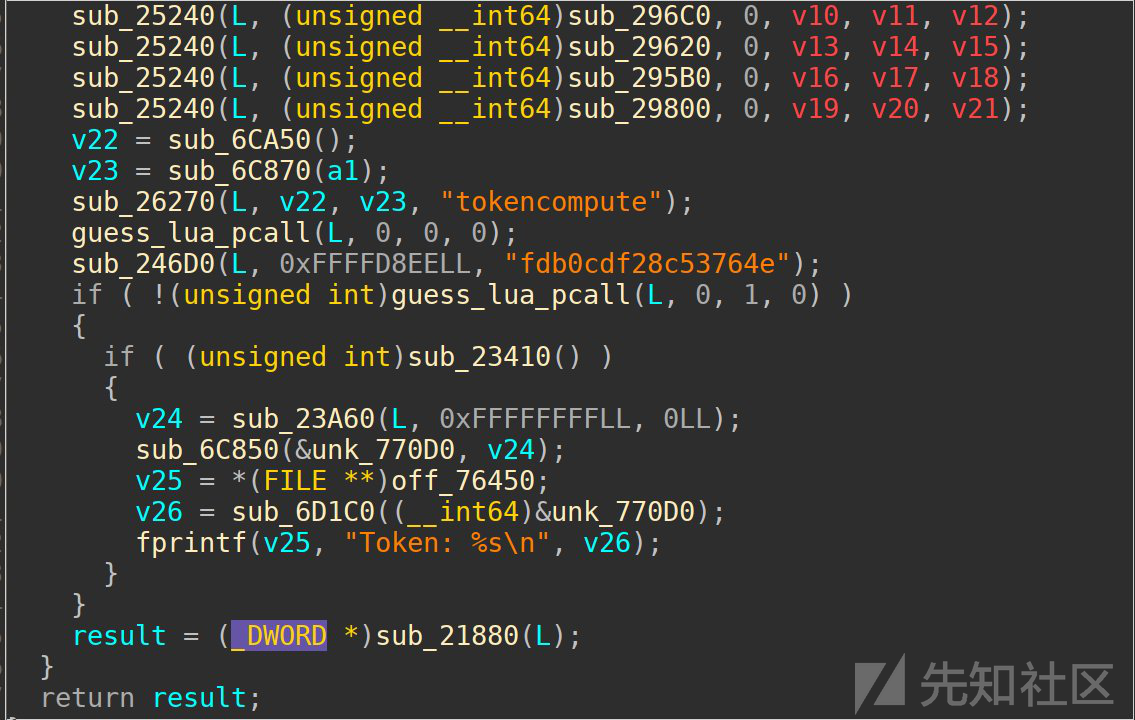 sub_25240(L, (unsigned __int64)sub_296C0, 0, v10, v11, v12);
sub_25240(L, (unsigned __int64)sub_29620, 0, v13, v14, v15);
sub_25240(L, (unsigned __int64)sub_295B0, 0, v16, v17, v18);
sub_25240(L, (unsigned __int64)sub_29800, 0, v19, v20, v21);
v22 = sub_6CA50();
v23 = sub_6C870(a1);
sub_26270(L, v22, v23, "tokencompute");
guess_lua_pcall(L, 0, 0, 0);
sub_246D0(L, 0xFFFFD8EELL, "fdb0cdf28c53764e");
if ( !(unsigned int)guess_lua_pcall(L, 0, 1, 0) )
{
if ( (unsigned int)sub_23410() )
{
v24 = sub_23A60(L, 0xFFFFFFFFLL, 0LL);
sub_6C850(&unk_770D0, v24);
v25 = *(FILE **)off_76450;
v26 = sub_6D1C0((__int64)&unk_770D0);
fprintf(v25, "Token: %s\n", v26);
}
}
result = (_DWORD *)sub_21880(L);
}
return result;
先知社区